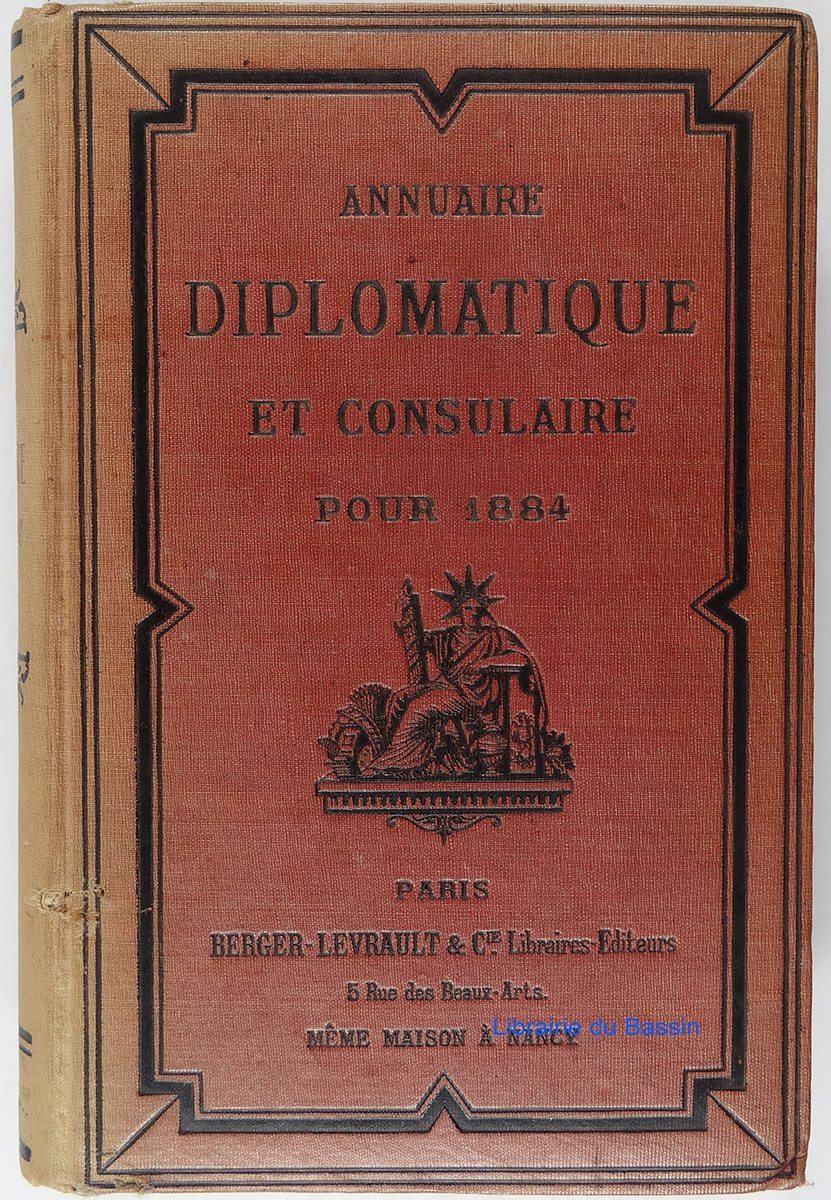 ANNUAIRE
DIPLOMATIQUE
ET CONSULAIRE
POUR 1884
PARIS
BERGER-LEVRAULT & CIE. Libraires-Editeurs
5 Rue des Beaux-Arts.
MÊME MAISON À NANCY
Librairie du Bassin